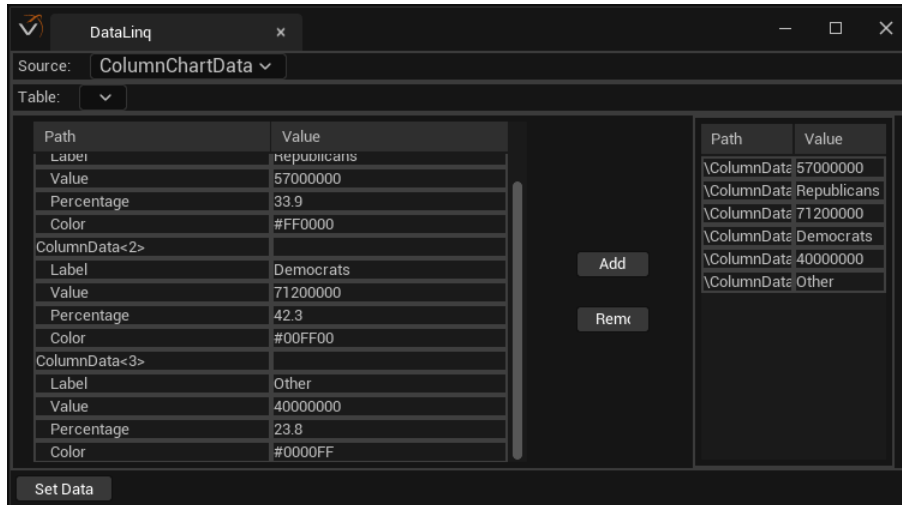 DataLinq ×
Source: ColumnChartData
Table:
Path Value
Label Republicans
Value 57000000
Percentage 33.9
Color #FF0000
ColumnData<2>
Label Democrats
Value 71200000
Percentage 42.3
Color #00FF00
ColumnData<3>
Label Other
Value 40000000
Percentage 23.8
Color #0000FF
Add
Remo
Path Value
\ColumnData 57000000
\ColumnData Republicans
\ColumnData 71200000
\ColumnData Democrats
\ColumnData 40000000
\ColumnData Other
Set Data